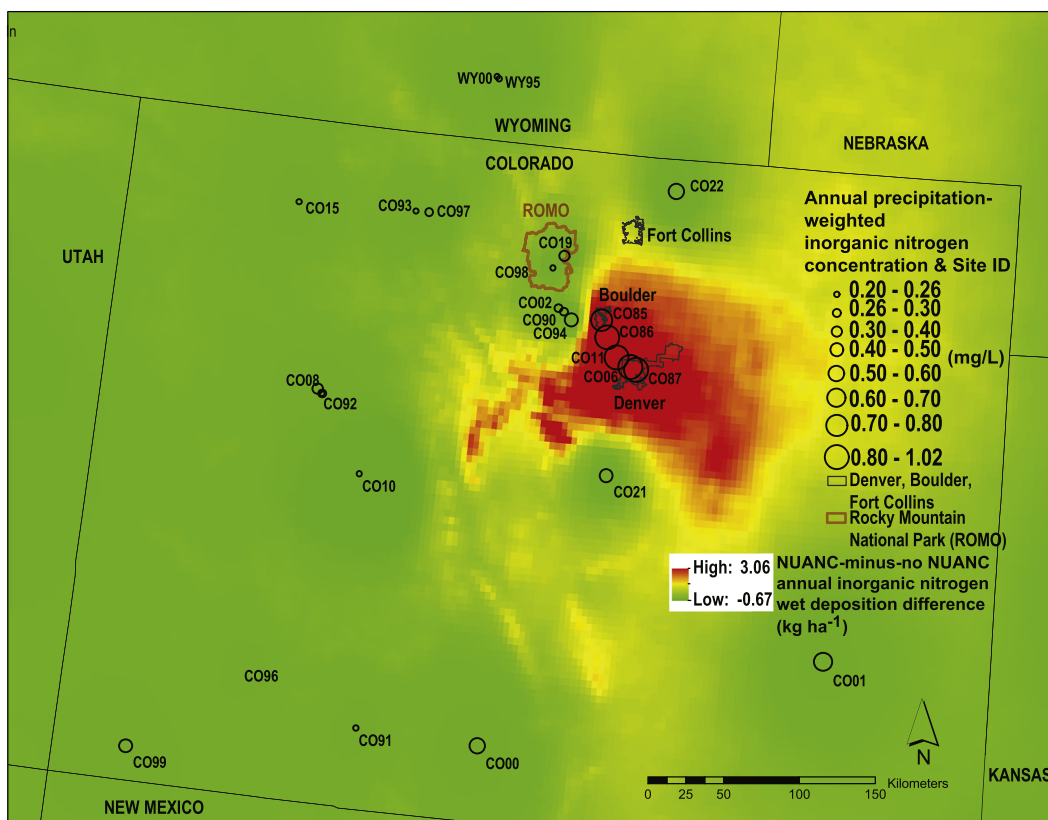 n
WY00
WY95
WYOMING
NEBRASKA
COLORADO
CO22
CO15
CO93
CO97
ROMO
Annual precipitation-
weighted
inorganic nitrogen
concentration & Site ID
Fort Collins
UTAH
CO19
CO98
0.20 - 0.26
0.26 - 0.30
0.30 - 0.40
0.40 - 0.50
(mg/L)
0.50 - 0.60
0.60 - 0.70
0.70 - 0.80
0.80 - 1.02
Boulder
CO02
CO85
CO90
CO86
CO94
CO11
CO06
CO87
Denver
CO08
CO92
CO10
CO21
Denver, Boulder,
Fort Collins
Rocky Mountain
National Park (ROMO)
High: 3.06
Low: -0.67
NUANC-minus-no NUANC
annual inorganic nitrogen
wet deposition difference
(kg ha-1)
CO96
CO01
CO91
CO99
CO00
N
KANSAS
Kilometers
0 25 50 100 150
NEW MEXICO